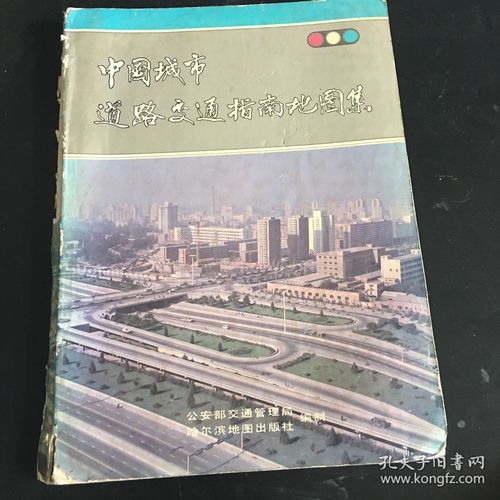 中国城市
道路交通指南地图集
公安部交通管理局
哈尔滨地图出版社
编制
孔夫子旧书网
www.kongfz.com